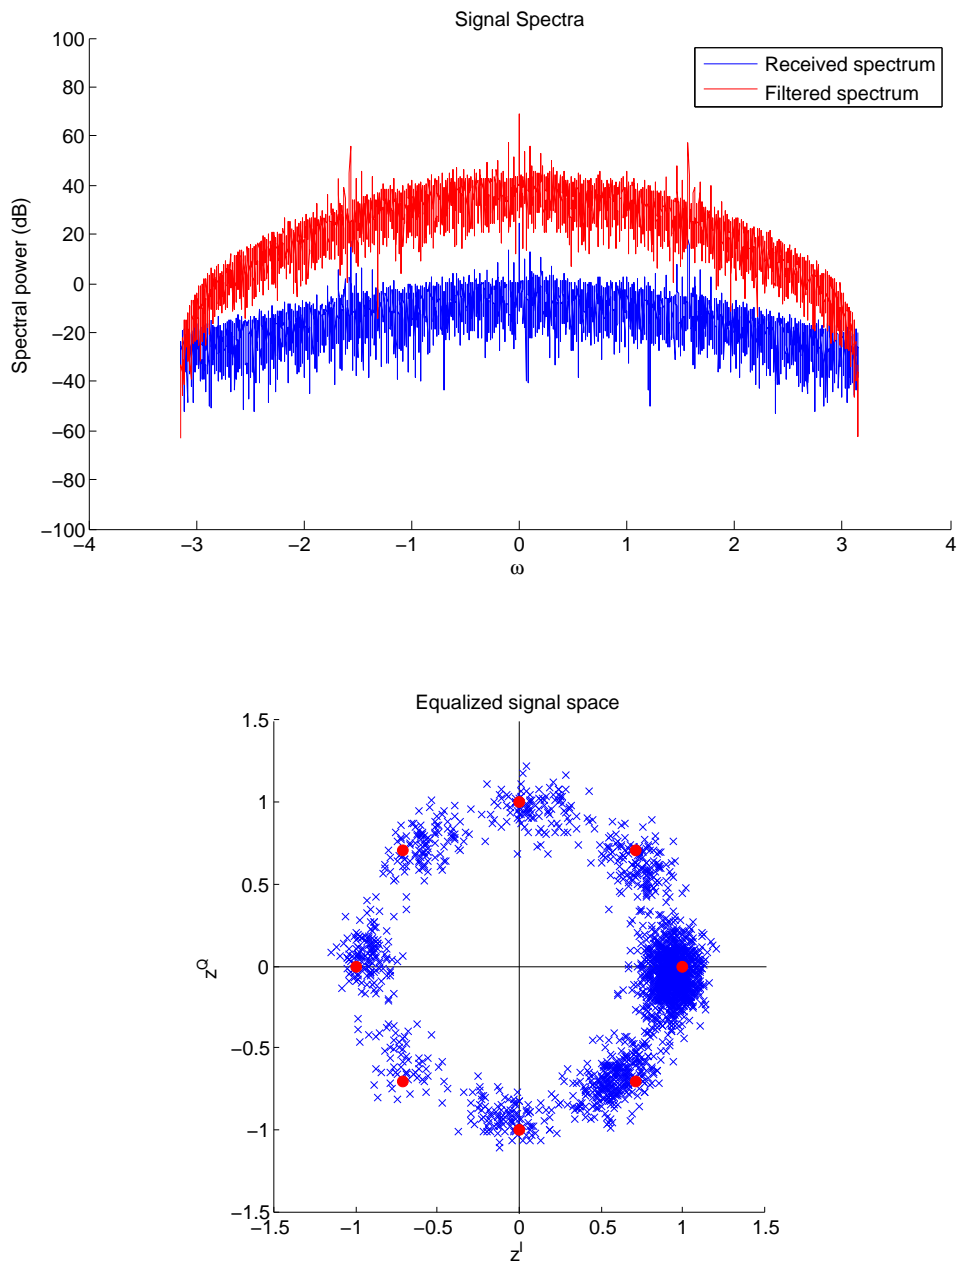 Signal Spectra
100
80
60
40
20
0
−20
−40
−60
−80
−100
Spectral power (dB)
Received spectrum
Filtered spectrum
−4 −3 −2 −1 0 1 2 3 4
ω
Equalized signal space
1.5
1
0.5
0
−0.5
−1
−1.5
z^Q
−1.5 −1 −0.5 0 0.5 1 1.5
z^I